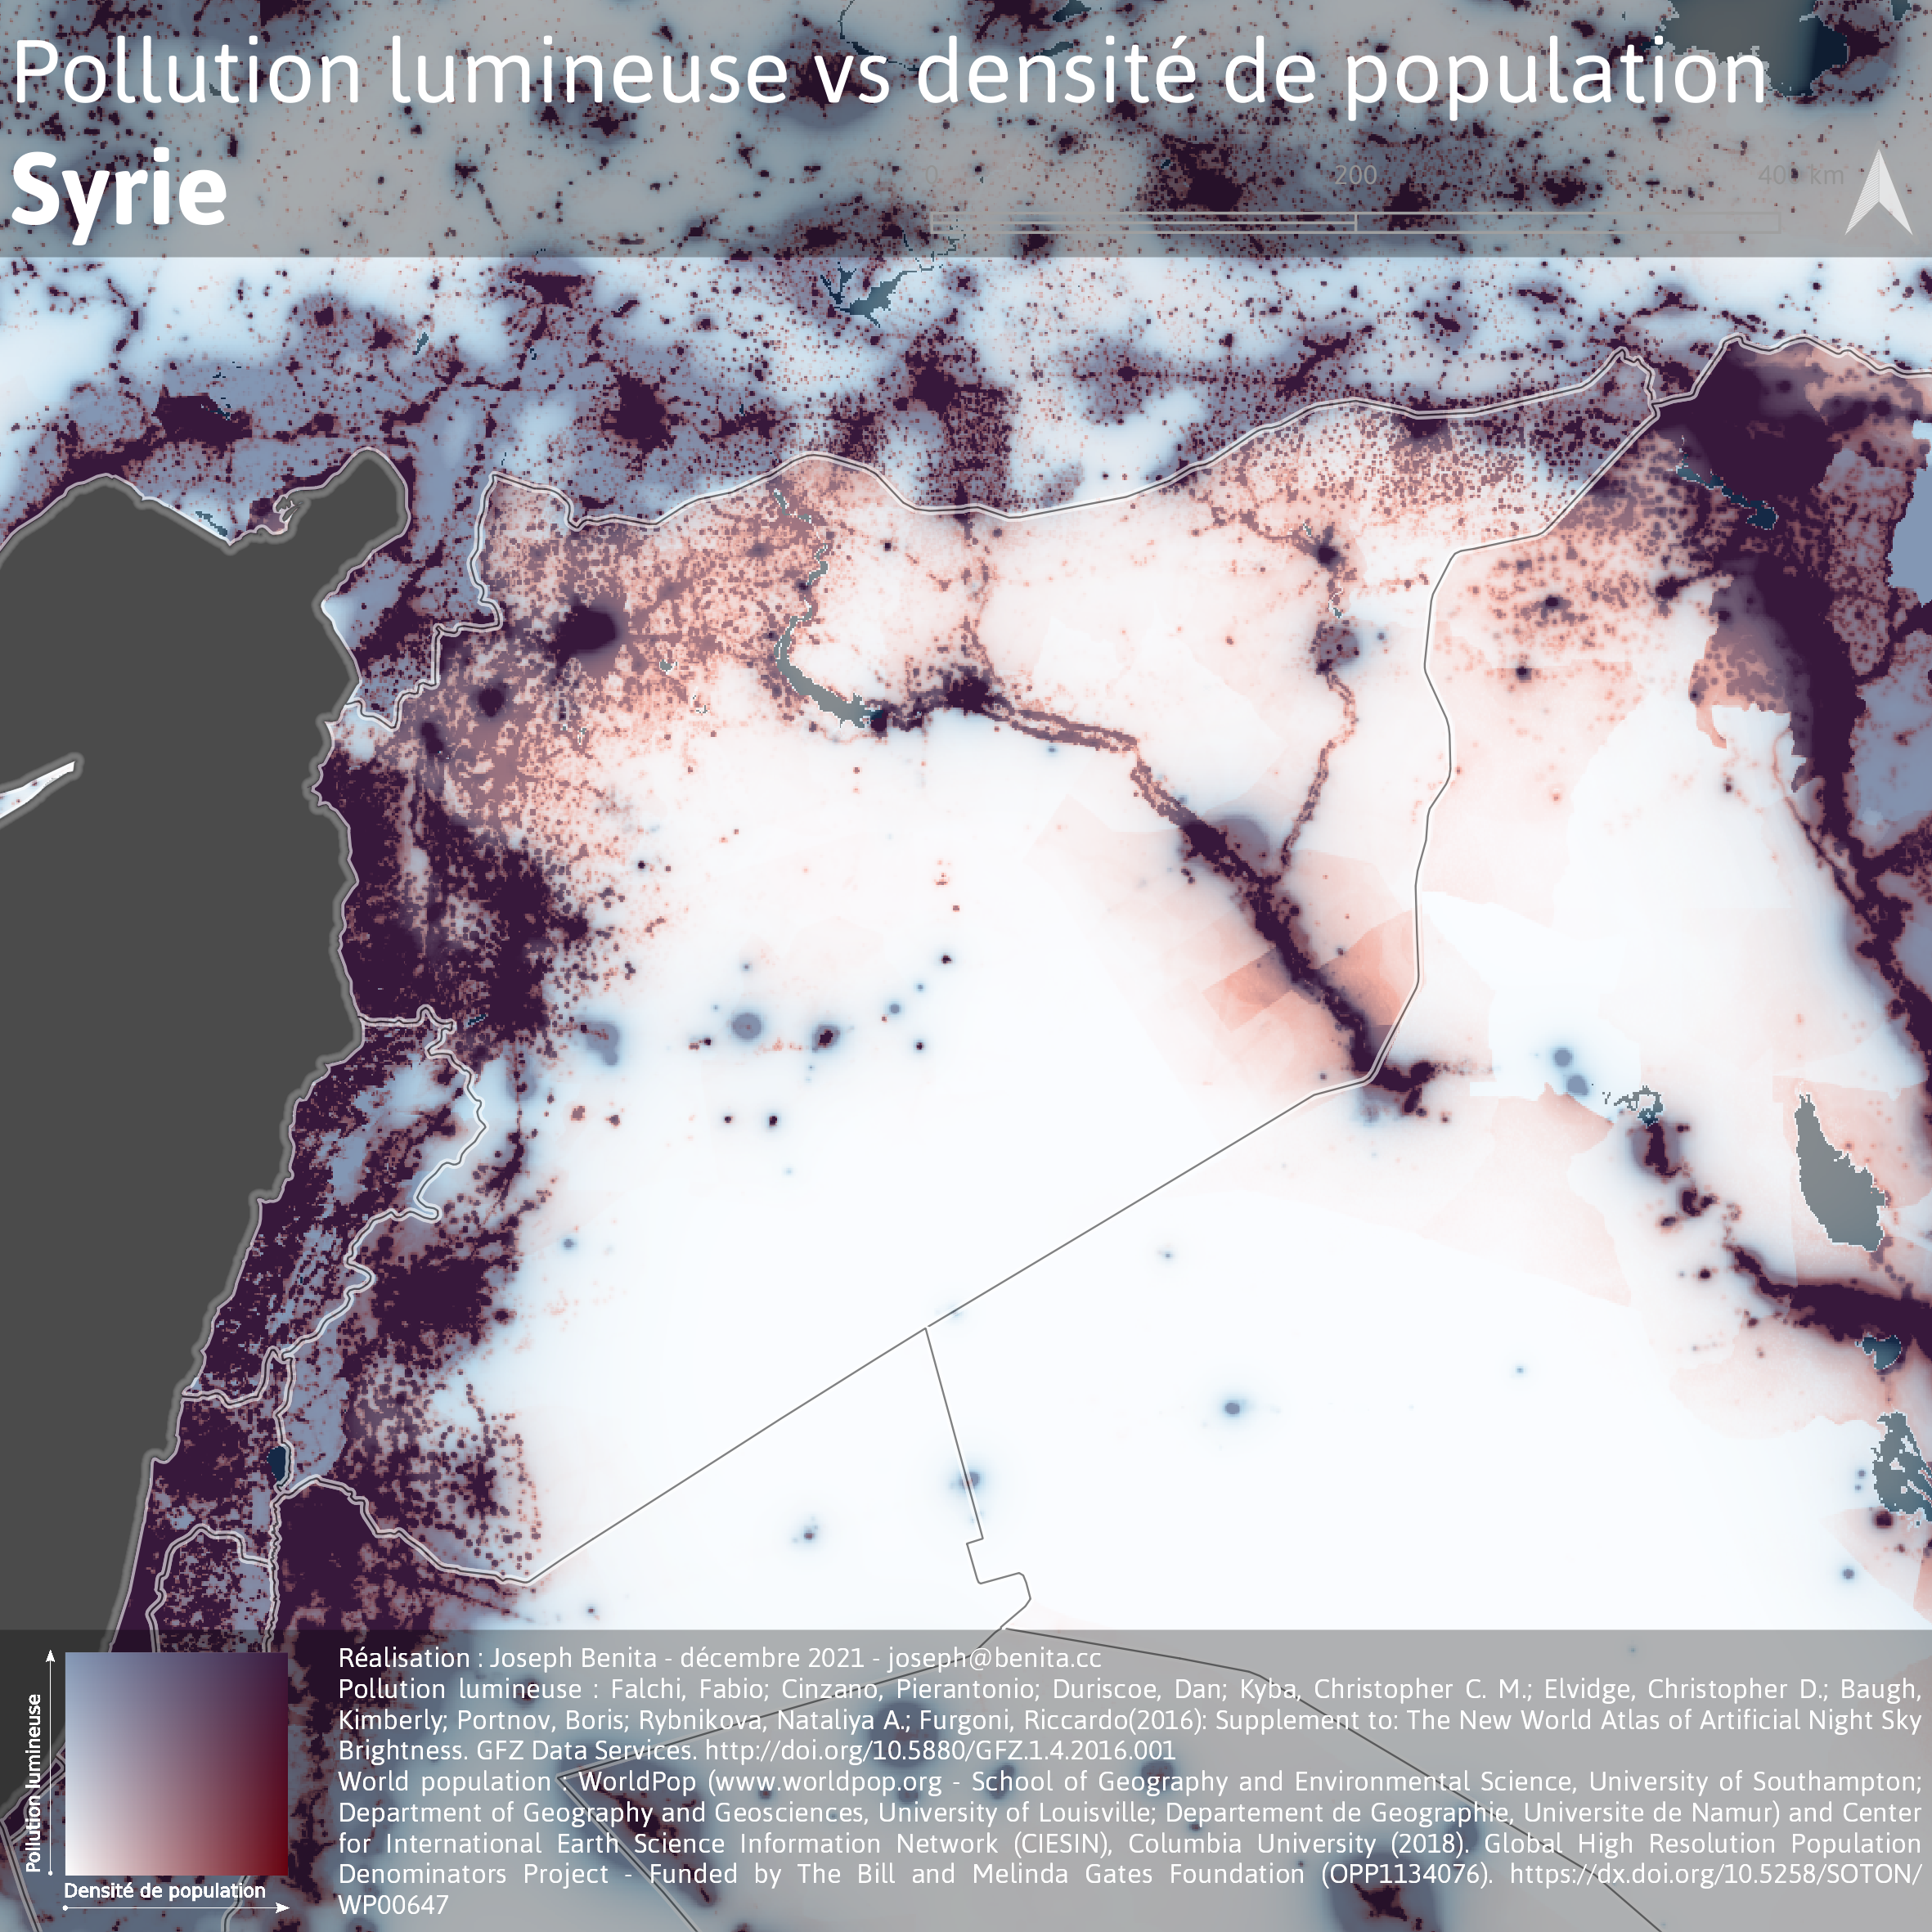 Pollution lumineuse vs densité de population
Syrie
0 200 400 km
Réalisation : Joseph Benita - décembre 2021 - joseph@benita.cc
Pollution lumineuse : Falchi, Fabio; Cinzano, Pierantonio; Duriscoe, Dan; Kyba, Christopher C. M.; Elvidge, Christopher D.; Baugh,
Kimberly; Portnov, Boris; Rybnikova, Nataliya A.; Furgoni, Riccardo(2016): Supplement to: The New World Atlas of Artificial Night Sky
Brightness. GFZ Data Services. http://doi.org/10.5880/GFZ.1.4.2016.001
World population : WorldPop (www.worldpop.org - School of Geography and Environmental Science, University of Southampton;
Department of Geography and Geosciences, University of Louisville; Departement de Geographie, Universite de Namur) and Center
for International Earth Science Information Network (CIESIN), Columbia University (2018). Global High Resolution Population
Denominators Project - Funded by The Bill and Melinda Gates Foundation (OPP1134076). https://dx.doi.org/10.5258/SOTON/
WP00647
Pollution lumineuse
Densité de population